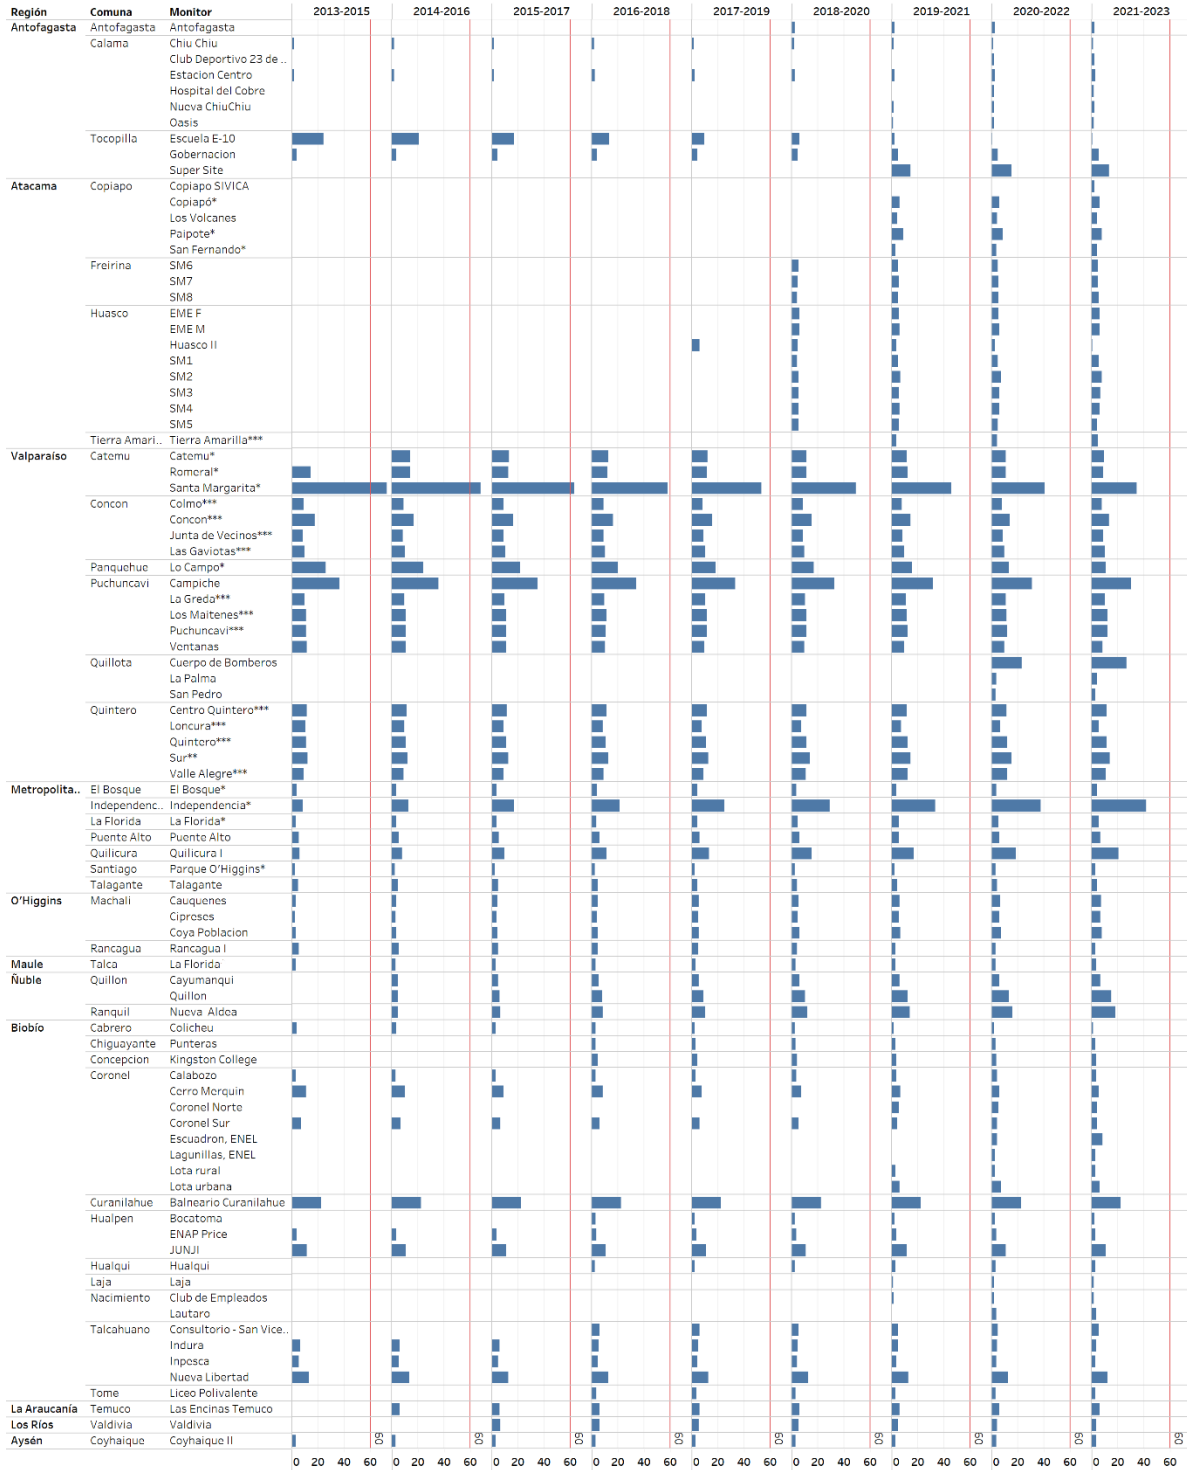 Región Comuna Monitor 2013-2015 2014-2016 2015-2017 2016-2018 2017-2019 2018-2020 2019-2021 2020-2022 2021-2023
Antofagasta Antofagasta Antofagasta
Calama Chiu Chiu
Club Deportivo 23 de ..
Estacion Centro
Hospital del Cobre
Nueva ChiuChiu
Oasis
Tocopilla Escuela E-10
Gobernacion
Super Site
Atacama Copiapo Copiapo SIVICA
Copiapó*
Los Volcanes
Paipote*
San Fernando*
Freirina SM6
SM7
SM8
Huasco EME F
EME M
Huasco II
SM1
SM2
SM3
SM4
SM5
Tierra Amari.. Tierra Amarilla***
Valparaíso Catemu Catemu*
Romeral*
Santa Margarita*
Concon Colmo***
Concon***
Junta de Vecinos***
Las Gaviotas***
Panquehue Lo Campo*
Puchuncavi Campiche
La Greda***
Los Maitenes***
Puchuncavi***
Ventanas
Quillota Cuerpo de Bomberos
La Palma
San Pedro
Quintero Centro Quintero***
Loncura***
Quintero***
Sur**
Valle Alegre***
Metropolita.. El Bosque El Bosque*
Independenc.. Independencia*
La Florida La Florida*
Puente Alto Puente Alto
Quilicura Quilicura I
Santiago Parque O'Higgins*
Talagante Talagante
O'Higgins Machali Cauquenes
Cipreses
Coya Poblacion
Rancagua Rancagua I
Maule Talca La Florida
Ñuble Quillon Cayumanqui
Quillon
Ranquil Nueva Aldea
Biobío Cabrero Colicheu
Chiguayante Punteras
Concepcion Kingston College
Coronel Calabozo
Cerro Merquin
Coronel Norte
Coronel Sur
Escuadron, ENEL
Lagunillas, ENEL
Lota rural
Lota urbana
Curanilahue Balneario Curanilahue
Hualpen Bocatoma
ENAP Price
JUNJI
Hualqui Hualqui
Laja Laja
Nacimiento Club de Empleados
Lautaro
Talcahuano Consultorio - San Vice..
Indura
Inpesca
Nueva Libertad
Tome Liceo Polivalente
La Araucanía Temuco Las Encinas Temuco
Los Ríos Valdivia Valdivia
Aysén Coyhaique Coyhaique II 60 60 60 60 60 60 60 60 60
0 20 40 60 0 20 40 60 0 20 40 60 0 20 40 60 0 20 40 60 0 20 40 60 0 20 40 60 0 20 40 60 0 20 40 60